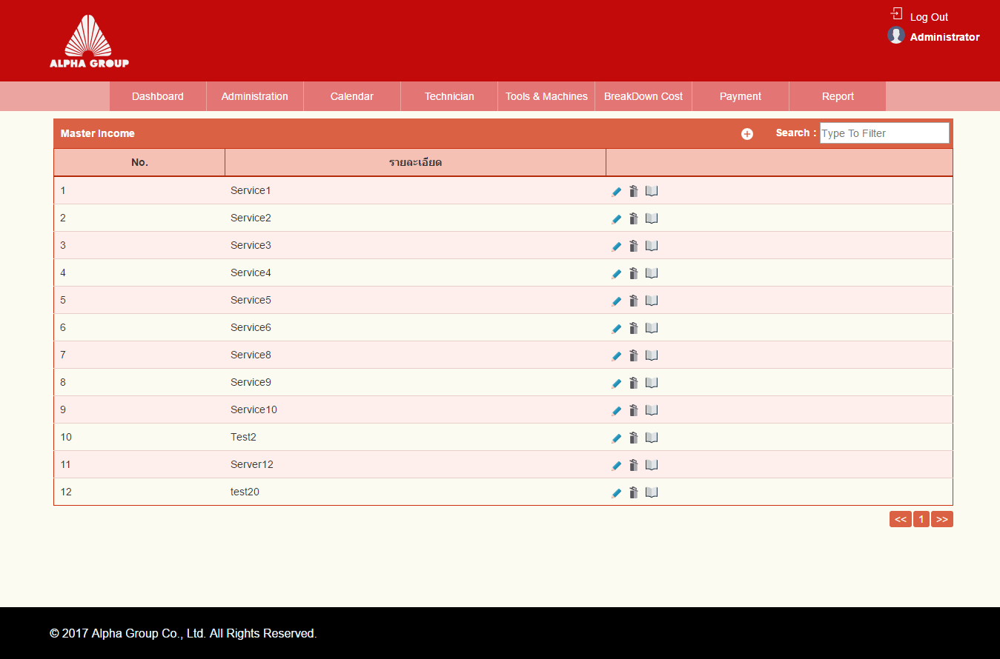 ALPHA GROUP
Log Out
Administrator
Dashboard Administration Calendar Technician Tools & Machines BreakDown Cost Payment Report
Master Income Search : Type To Filter
No. รายละเอียด
1 Service1
2 Service2
3 Service3
4 Service4
5 Service5
6 Service6
7 Service8
8 Service9
9 Service10
10 Test2
11 Server12
12 test20
<< 1 >>
© 2017 Alpha Group Co., Ltd. All Rights Reserved.